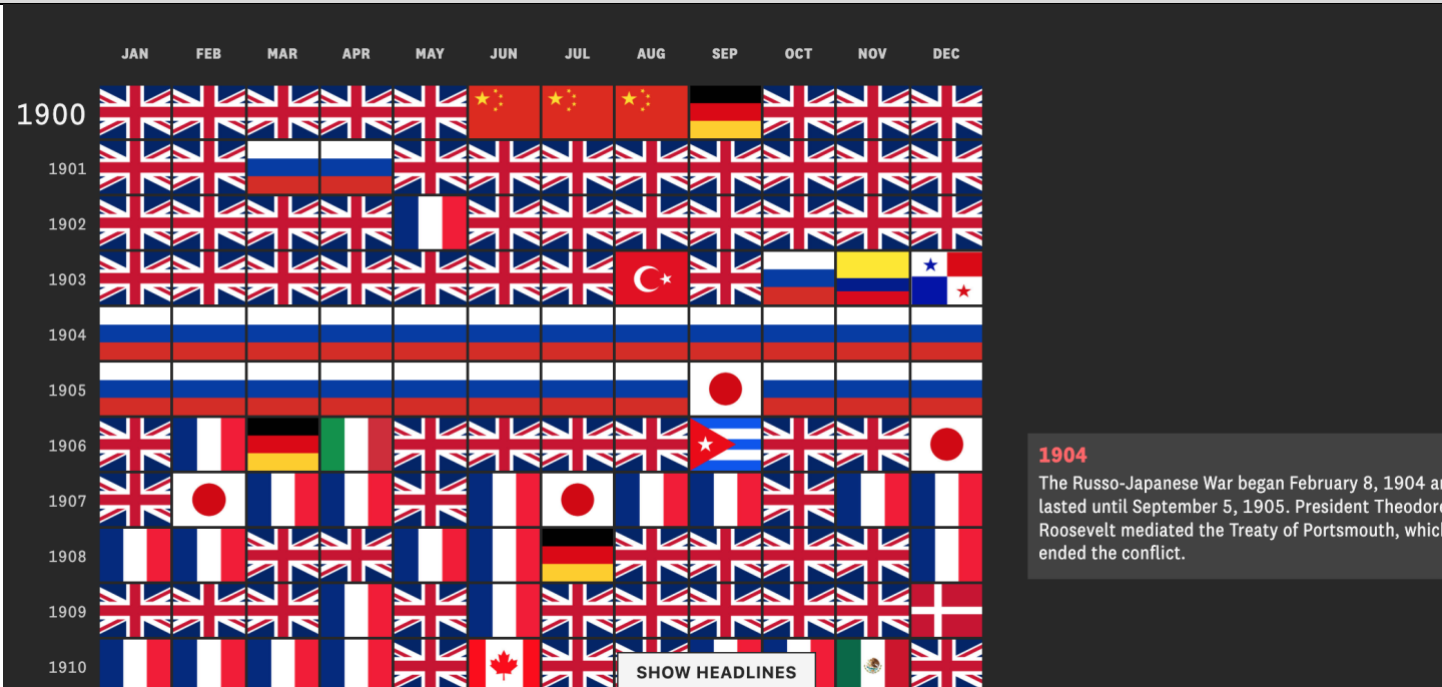 JAN FEB MAR APR MAY JUN JUL AUG SEP OCT NOV DEC
1900
1901
1902
1903
1904
1905
1906
1907
1908
1909
1910
1904
The Russo-Japanese War began February 8, 1904
lasted until September 5, 1905. President Theodore
Roosevelt mediated the Treaty of Portsmouth, which
ended the conflict.
SHOW HEADLINES